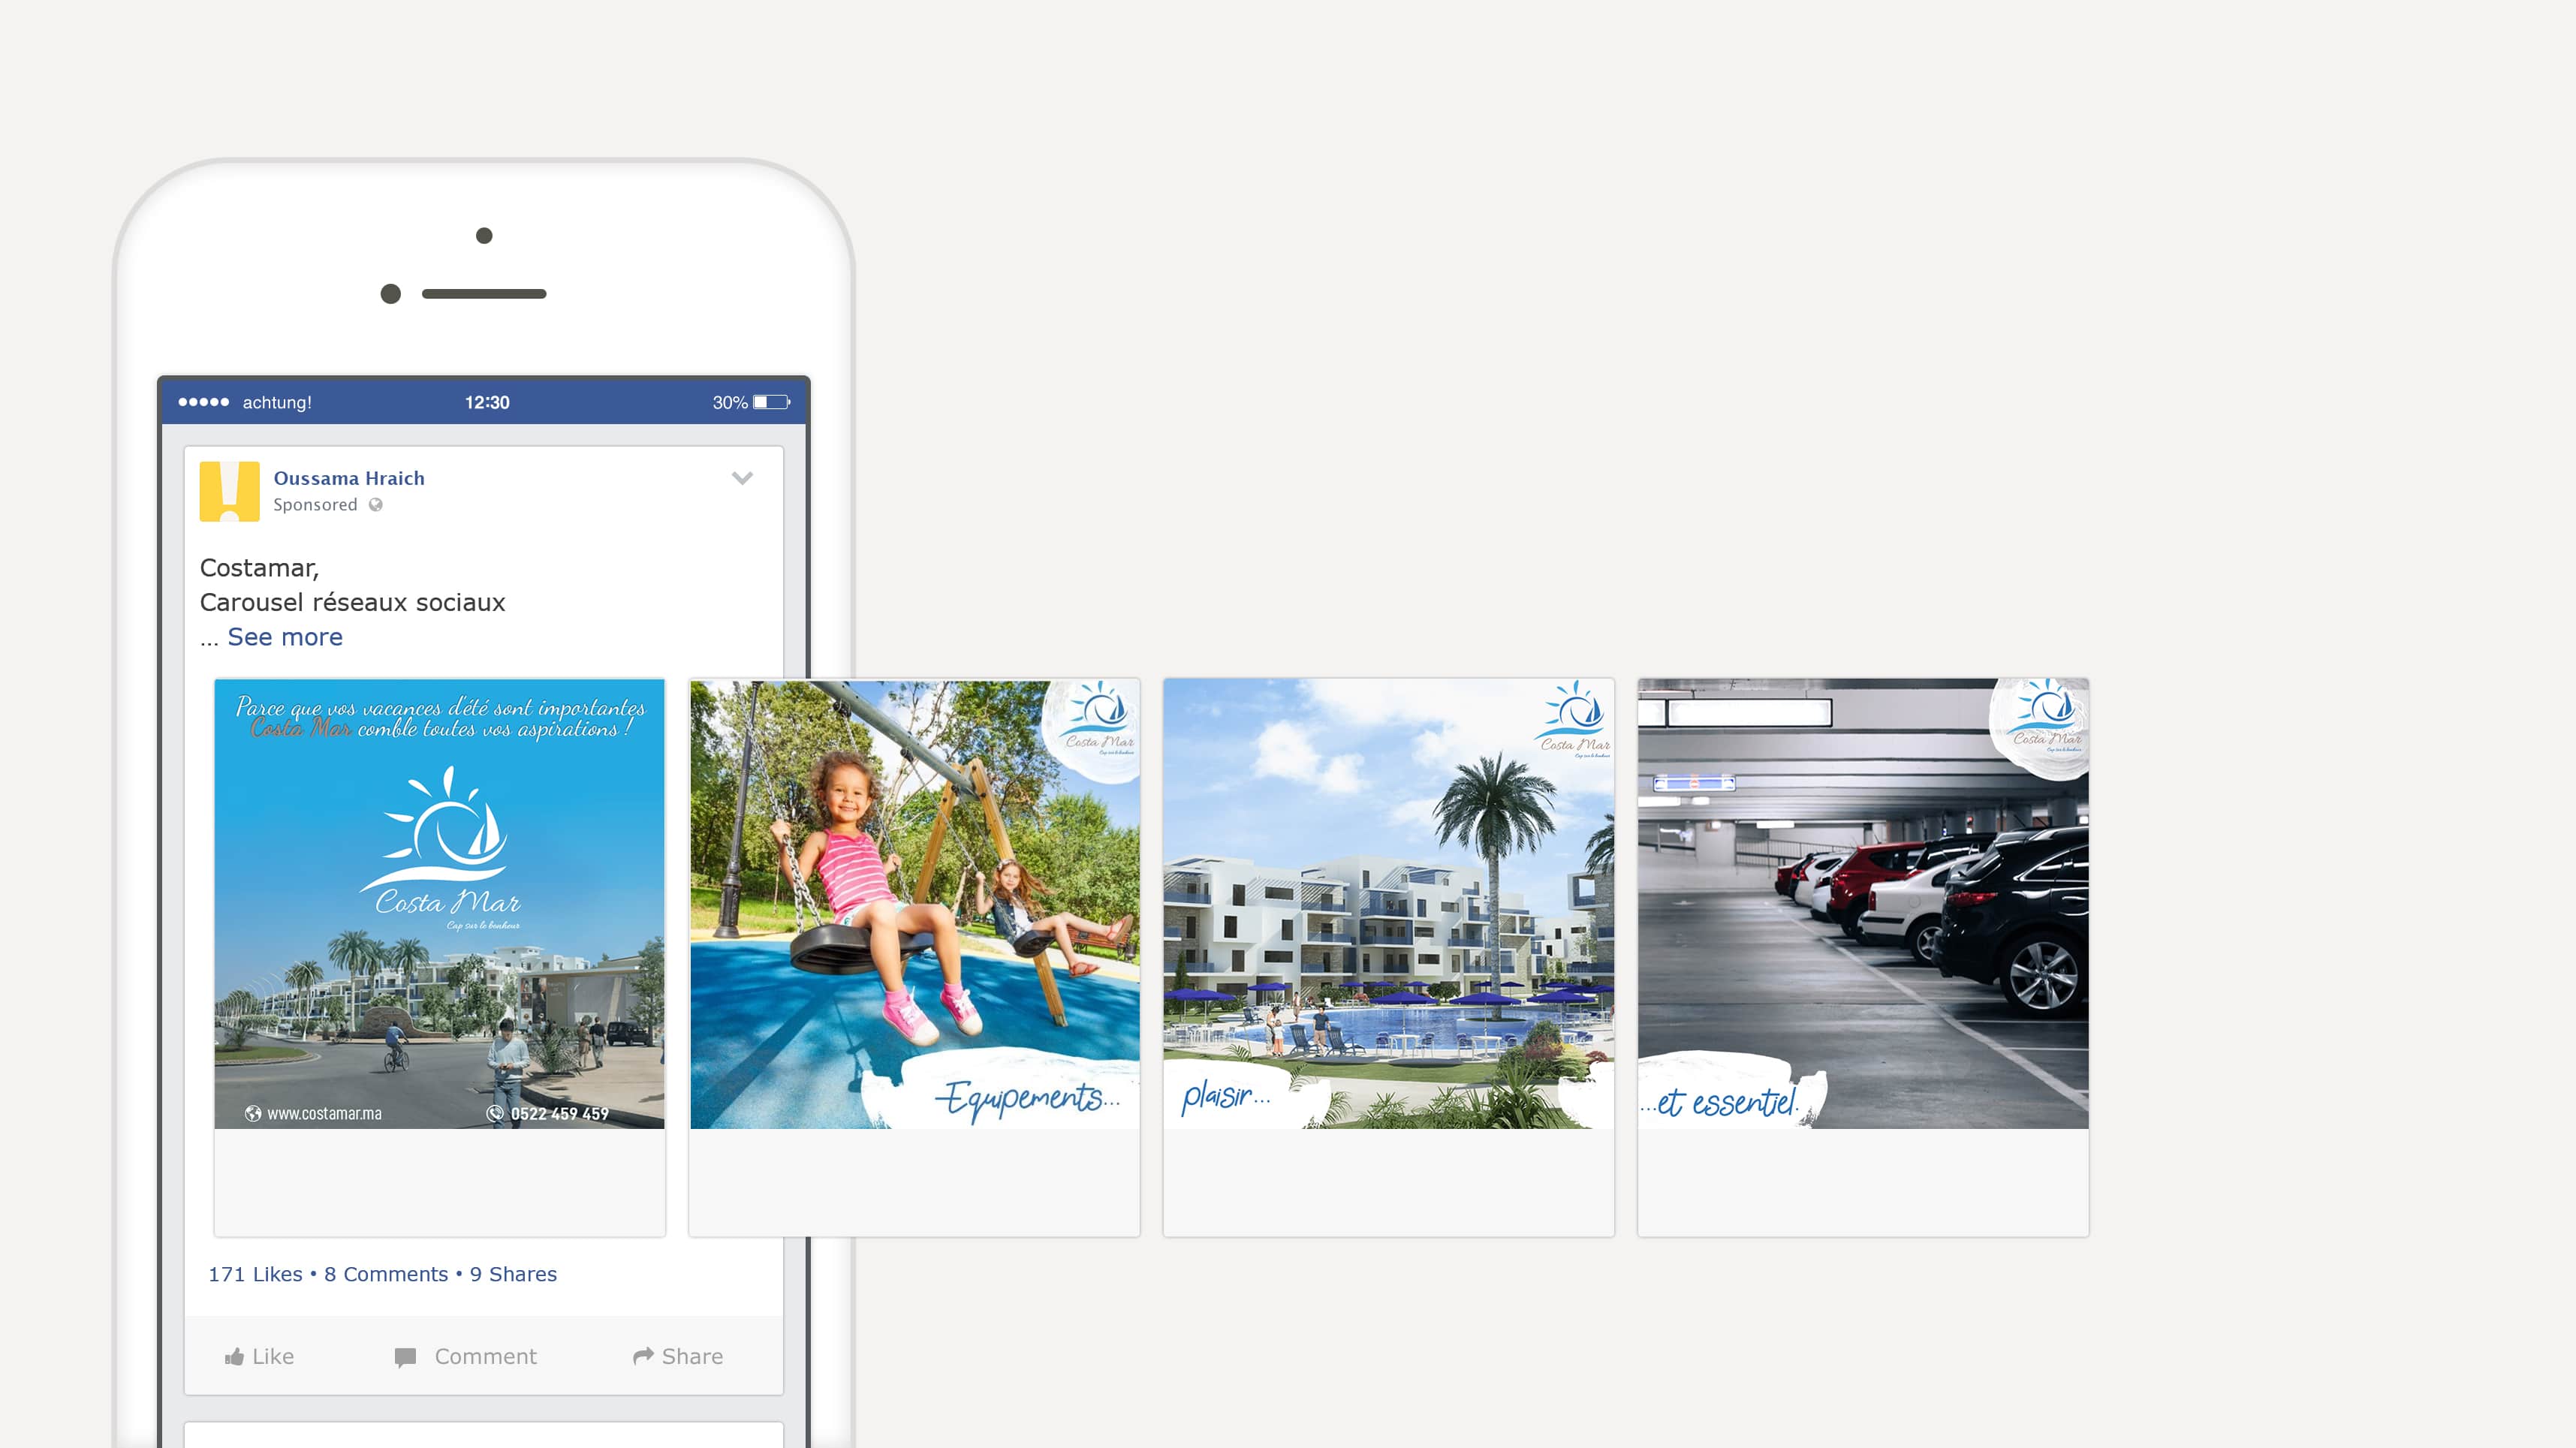 achtung!
12:30
30%
Oussama Hraich
Sponsored
Costamar,
Carousel réseaux sociaux
... See more
Parce que vos vacances d'été sont importantes
Costa Mar comble toutes vos aspirations !
Costa Mar
Cap sur le bonheur
www.costamar.ma
0522 459 459
Costa Mar
Cap sur le bonheur
Equipements...
Costa Mar
Cap sur le bonheur
plaisir...
Costa Mar
Cap sur le bonheur
...et essentiel.
171 Likes • 8 Comments • 9 Shares
Like
Comment
Share